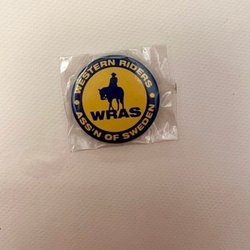 WESTERN RIDERS
WRAS
ASS'N OF SWEDEN